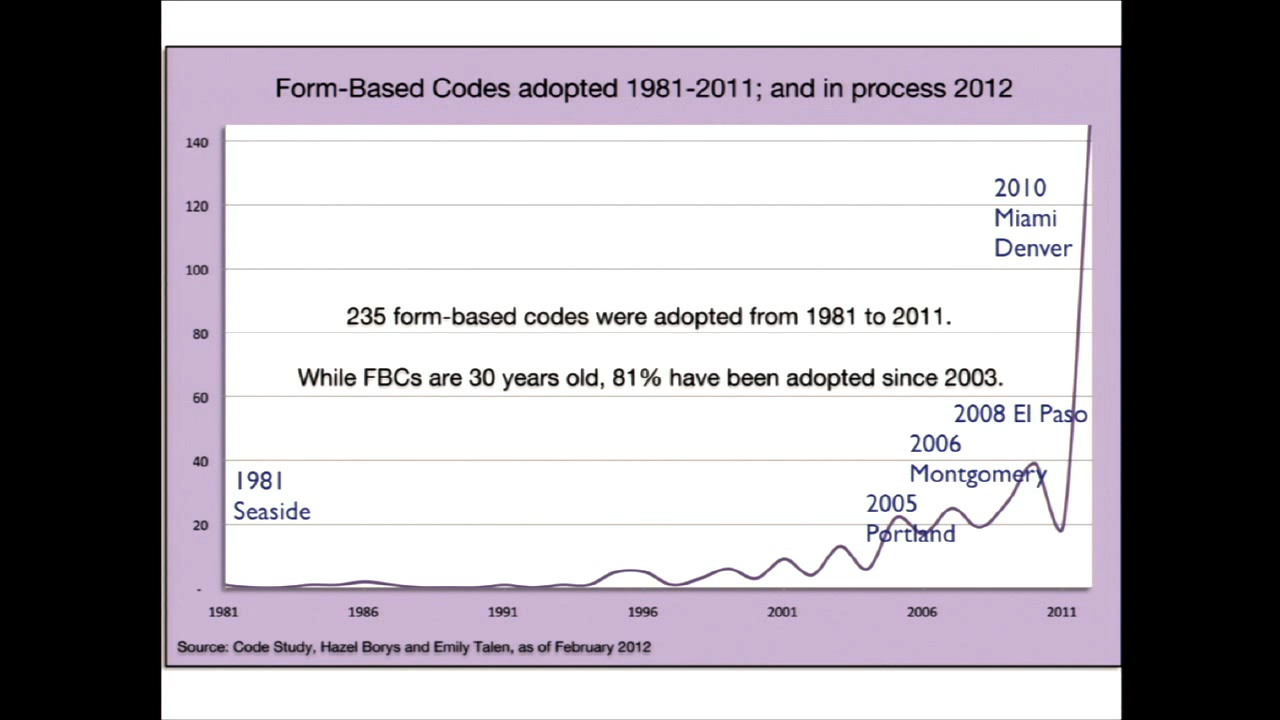 Form-Based Codes adopted 1981-2011; and in process 2012
140
120
100
80
60
40
20
-
2010
Miami
Denver
235 form-based codes were adopted from 1981 to 2011.
While FBCs are 30 years old, 81% have been adopted since 2003.
2008 El Paso
2006
Montgomery
1981
Seaside
2005
Portland
1981 1986 1991 1996 2001 2006 2011
Source: Code Study, Hazel Borys and Emily Talen, as of February 2012